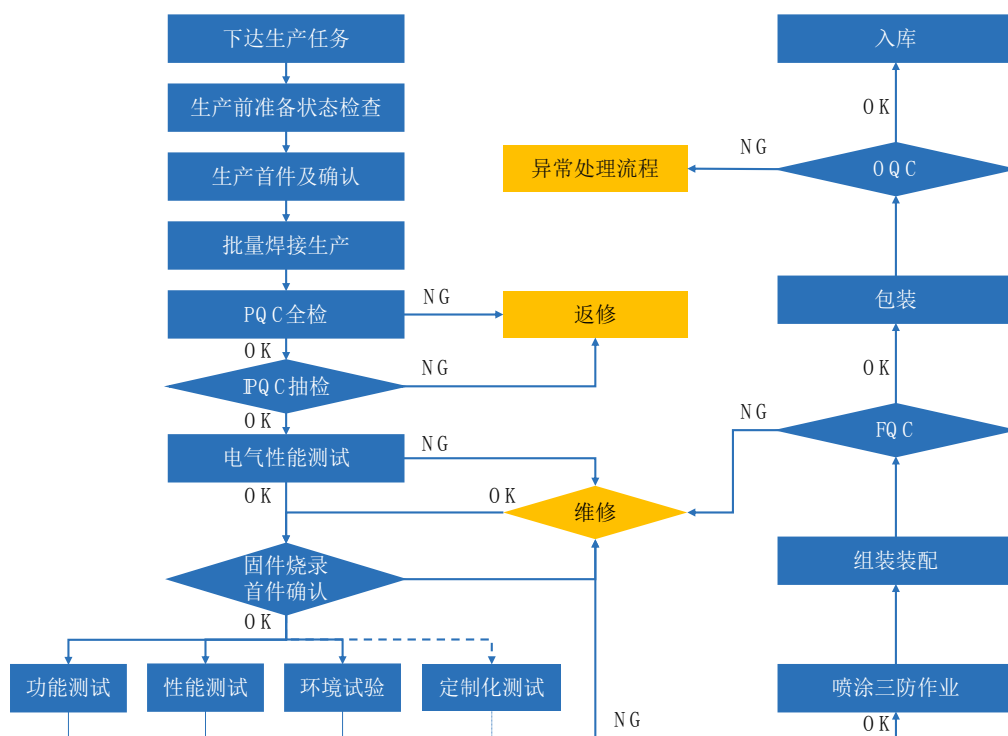 下达生产任务
生产前准备状态检查
生产首件及确认
批量焊接生产
PQC全检
NG
返修
OK
IPQC抽检
NG
OK
电气性能测试
NG
OK
OK
维修
固件烧录
首件确认
OK
功能测试
性能测试
环境试验
定制化测试
NG
入库
OK
异常处理流程
NG
OQC
包装
OK
NG
FQC
组装装配
喷涂三防作业
OK